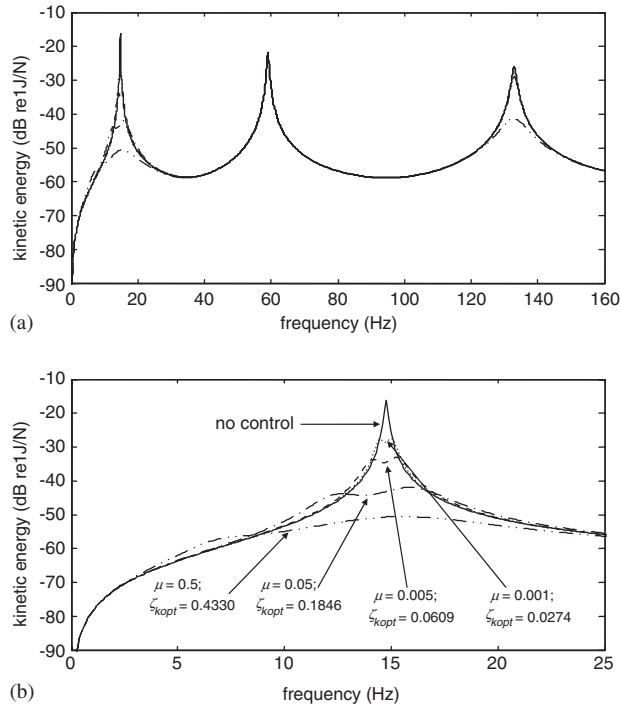 -10
-20
-30
-40
-50
-60
-70
-80
-90
kinetic energy (dB re1J/N)
0 20 40 60 80 100 120 140 160
(a)
frequency (Hz)
-10
-20
-30
-40
-50
-60
-70
-80
-90
kinetic energy (dB re1J/N)
no control
μ = 0.5; μ = 0.05; μ = 0.005; μ = 0.001;
ζkopt = 0.4330 ζkopt = 0.1846 ζkopt = 0.0609 ζkopt = 0.0274
0 5 10 15 20 25
(b)
frequency (Hz)